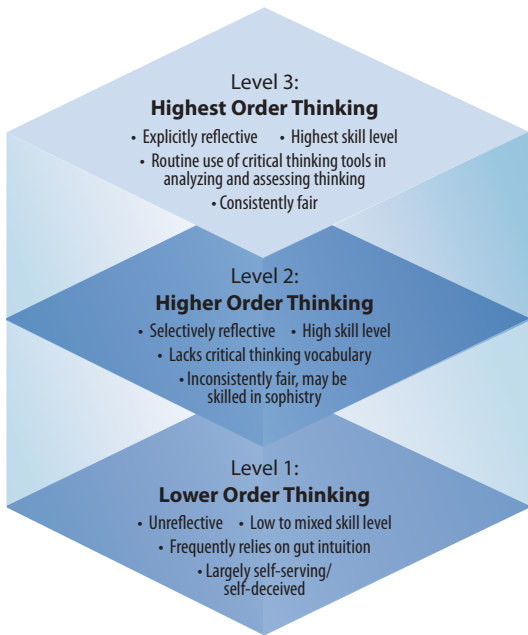 Level 3:
Highest Order Thinking
• Explicitly reflective • Highest skill level
• Routine use of critical thinking tools in
analyzing and assessing thinking
• Consistently fair
Level 2:
Higher Order Thinking
• Selectively reflective • High skill level
• Lacks critical thinking vocabulary
• Inconsistently fair, may be
skilled in sophistry
Level 1:
Lower Order Thinking
• Unreflective • Low to mixed skill level
• Frequently relies on gut intuition
• Largely self-serving/
self-deceived